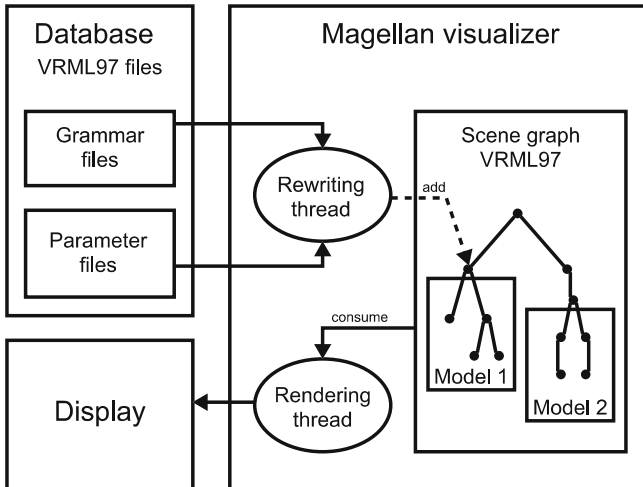 Database
VRML97 files
Grammar
files
Parameter
files
Magellan visualizer
Rewriting
thread
add
Scene graph
VRML97
Model 1
Model 2
consume
Rendering
thread
Display